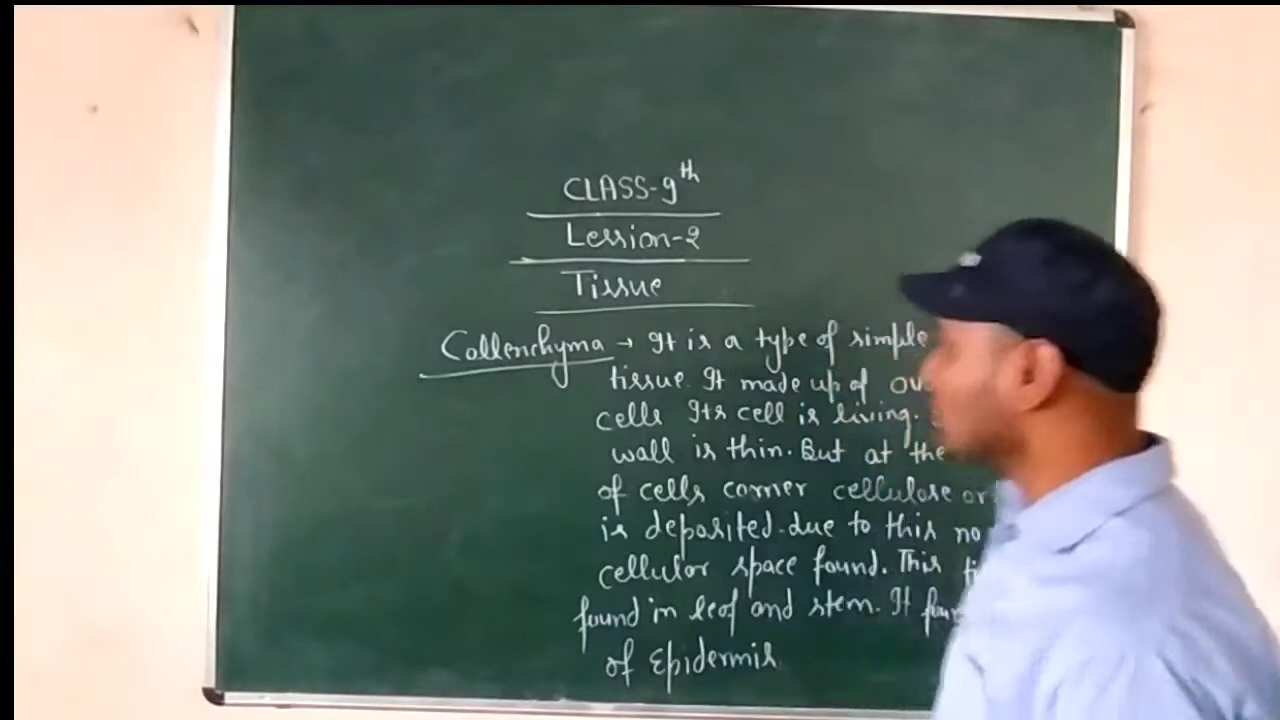 CLASS-9th
Lession-2
Tissue
Collenchyma → It is a type of simple
tissue. It made up of
cells Its cell is living.
wall is thin. But at the
of cells corner cellulose
is deposited. due to this no
cellular space found. This
found in leaf and stem. It
of Epidermis